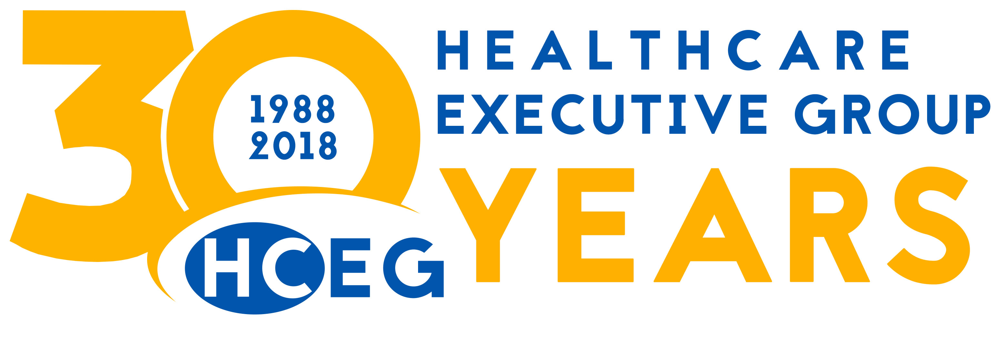 30
1988
2018
HCEG
HEALTHCARE
EXECUTIVE GROUP
YEARS